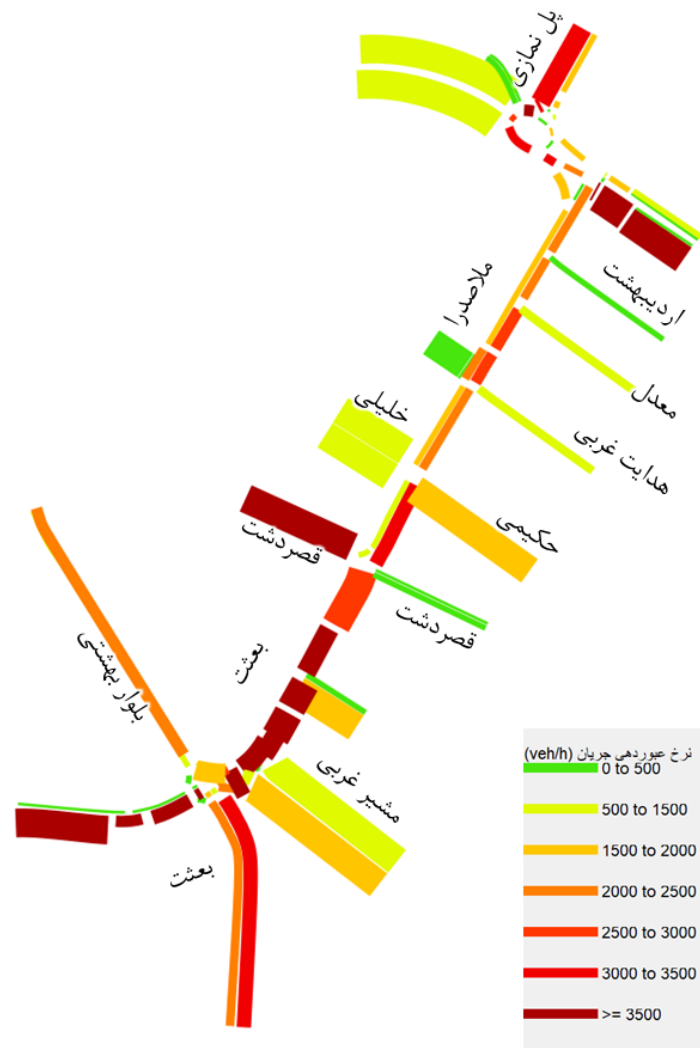 پل نمازی
اردیبهشت
ملاصدرا
معدل
خلیلی
هدایت غربی
حکیمی
قصردشت
قصردشت
بعثت
بلوار بهشتی
مشیر غربی
بعثت
نرخ عبوردهی جریان (veh/h)
0 to 500
500 to 1500
1500 to 2000
2000 to 2500
2500 to 3000
3000 to 3500
>= 3500